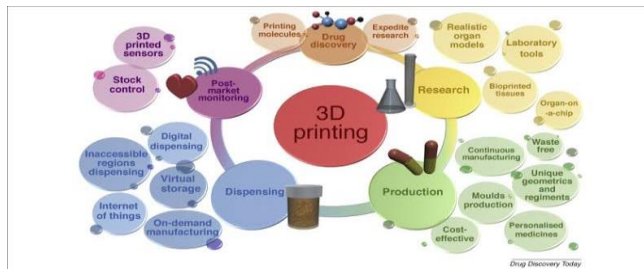 3D
printing
Drug
discovery
Printing
molecules
Expedite
research
Research
Realistic
organ
models
Laboratory
tools
Bioprinted
tissues
Organ-on
-a-chip
Production
Continuous
manufacturing
Waste
free
Unique
geometrics
and
regiments
Moulds
production
Cost-
effective
Personalised
medicines
Dispensing
Digital
dispensing
Inaccessible
regions
dispensing
Virtual
storage
Internet
of things
On-demand
manufacturing
Post-
market
monitoring
3D
printed
sensors
Stock
control
Drug Discovery Today